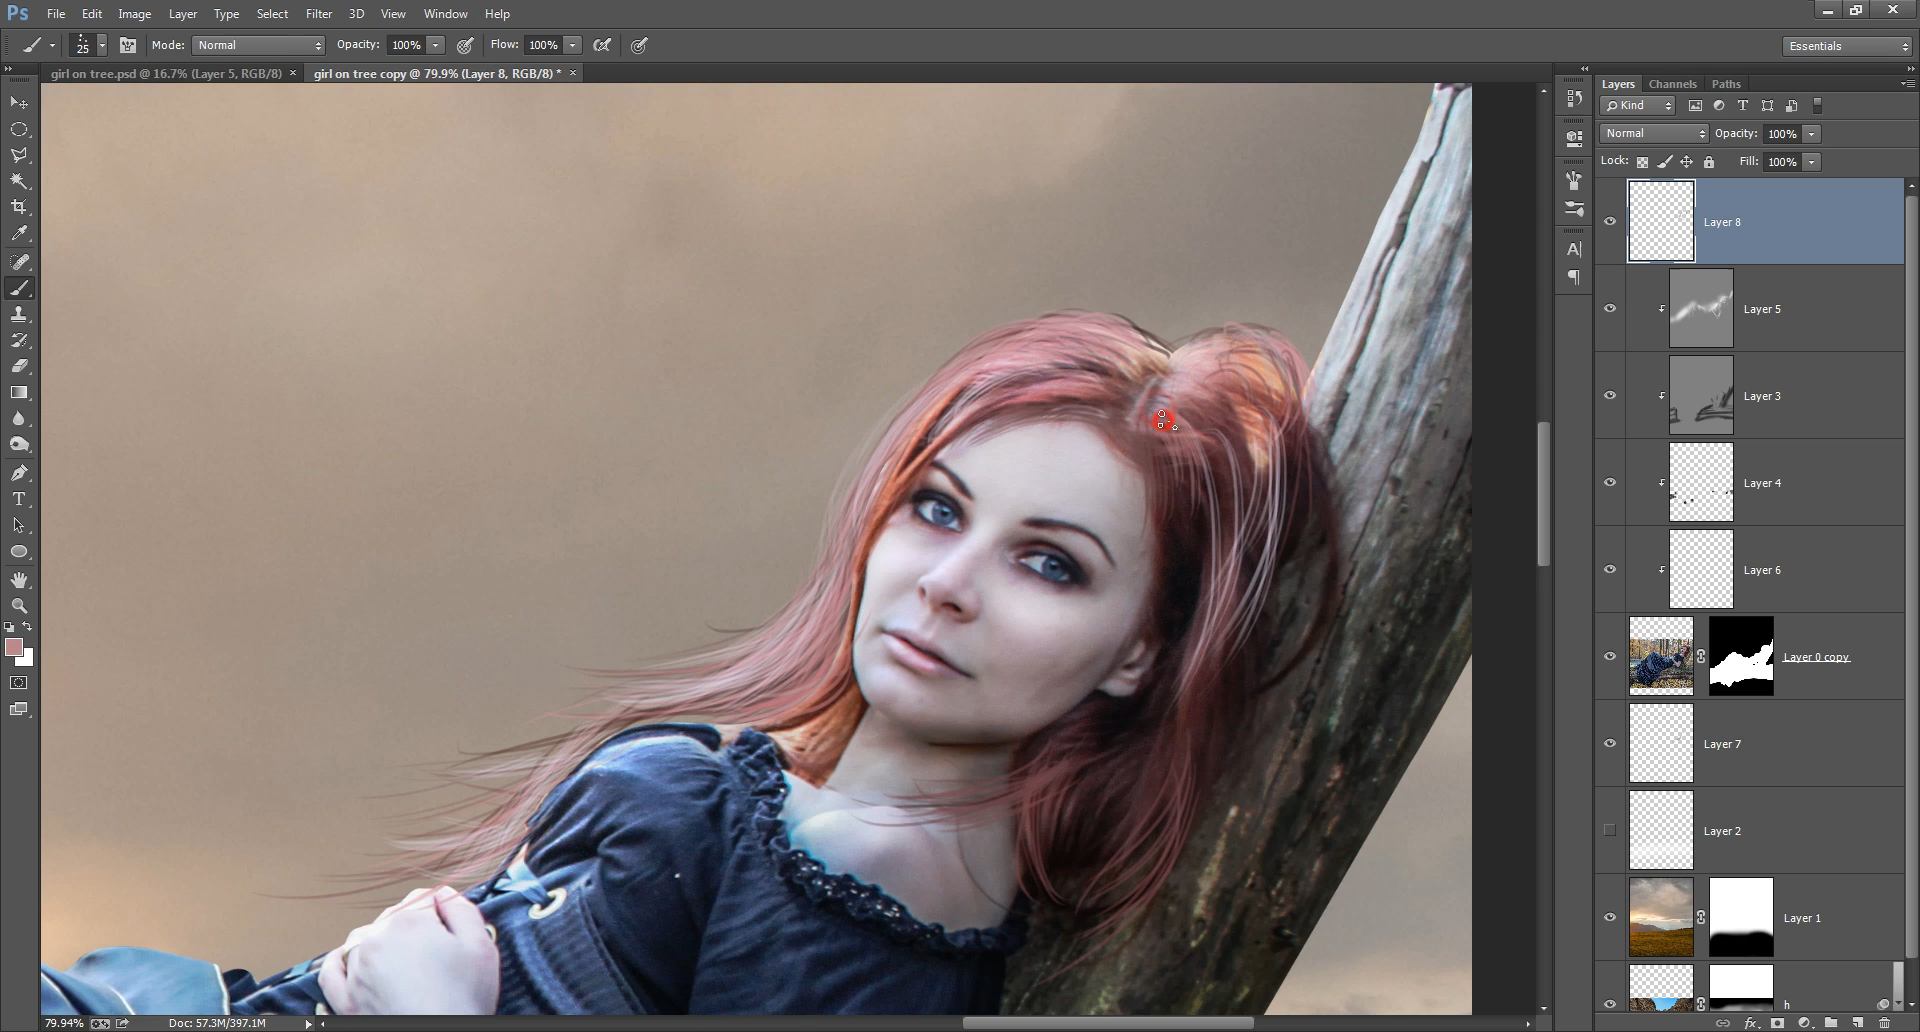 Ps File Edit Image Layer Type Select Filter 3D View Window Help
25 Mode: Normal Opacity: 100% Flow: 100% Essentials
girl on tree.psd @ 16.7% (Layer 5, RGB/8) × girl on tree copy @ 79.9% (Layer 8, RGB/8) * ×
Layers Channels Paths
Kind
Normal Opacity: 100%
Lock: Fill: 100%
Layer 8
Layer 5
Layer 3
Layer 4
Layer 6
Layer 0 copy
Layer 7
Layer 2
Layer 1
h
79.94% Doc: 57.3M/397.1M